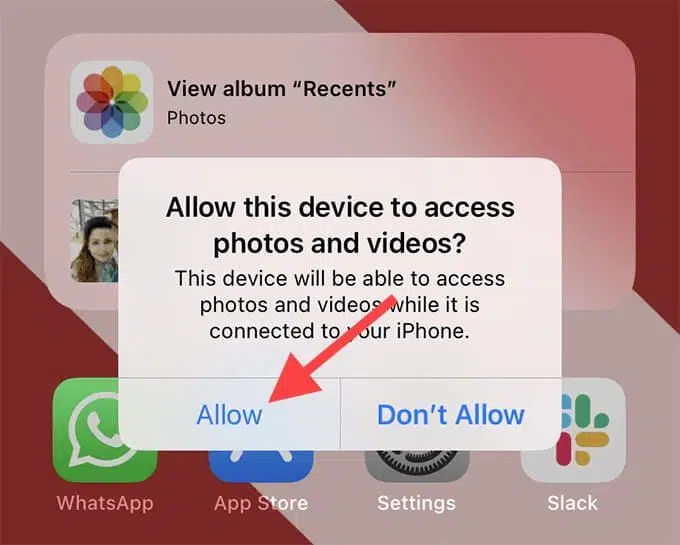 View album “Recents”
Photos
Allow this device to access
photos and videos?
This device will be able to access
photos and videos while it is
connected to your iPhone.
Allow
Don’t Allow
WhatsApp
App Store
Settings
Slack